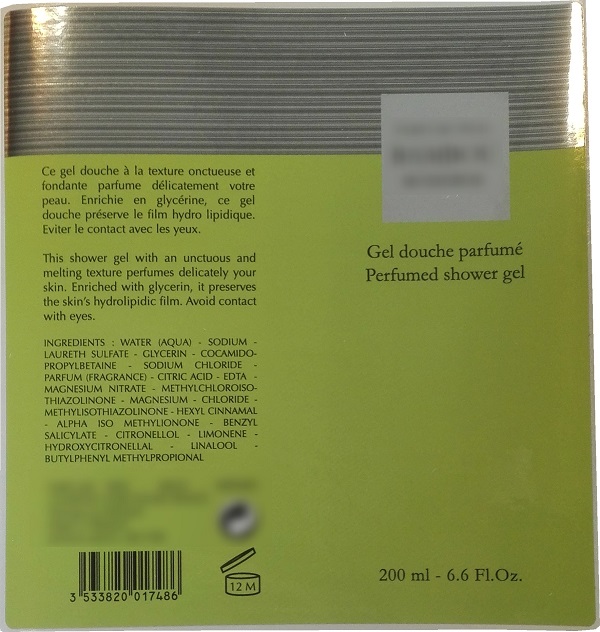 Ce gel douche à la texture onctueuse et
fondante parfume délicatement votre
peau. Enrichie en glycérine, ce gel
douche préserve le film hydro lipidique.
Eviter le contact avec les yeux.
This shower gel with an unctuous and
melting texture perfumes delicately your
skin. Enriched with glycerin, it preserves
the skin's hydrolipidic film. Avoid contact
with eyes.
INGREDIENTS : WATER (AQUA) - SODIUM -
LAURETH SULFATE - GLYCERIN - COCAMIDO-
PROPYLBETAINE - SODIUM CHLORIDE -
PARFUM (FRAGRANCE) - CITRIC ACID - EDTA -
MAGNESIUM NITRATE - METHYLCHLOROISO-
THIAZOLINONE - MAGNESIUM - CHLORIDE -
METHYLISOTHIAZOLINONE - HEXYL CINNAMAL
- ALPHA ISO METHYLIONONE - BENZYL
SALICYLATE - CITRONELLOL - LIMONENE -
HYDROXYCITRONELLAL - LINALOOL -
BUTYLPHENYL METHYLPROPIONAL
3 533820 017486
12 M
Gel douche parfumé
Perfumed shower gel
200 ml - 6.6 Fl.Oz.